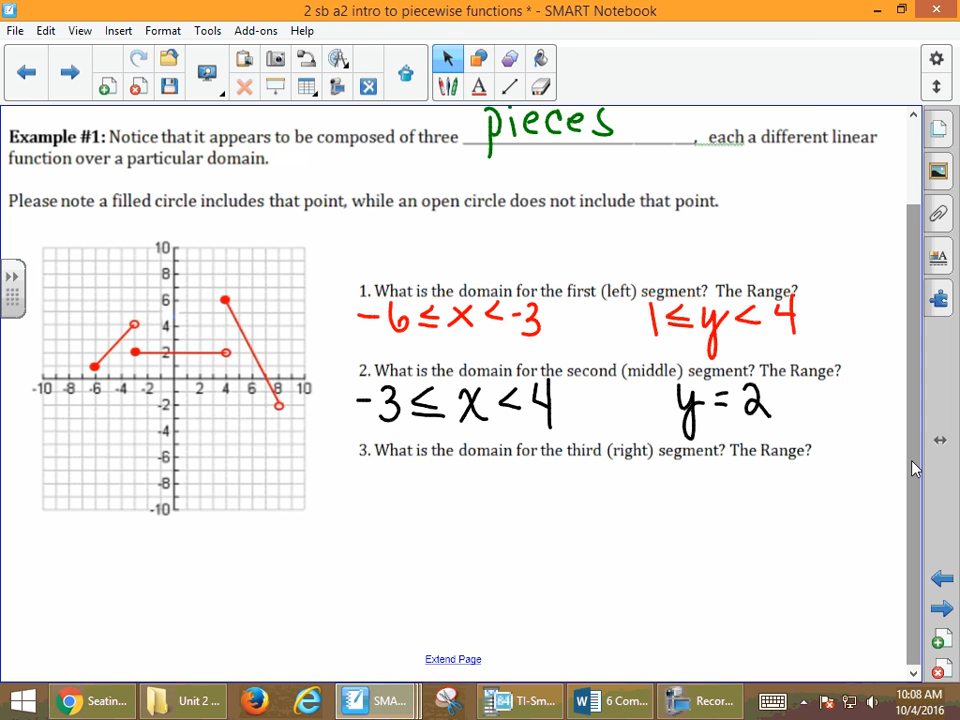 2 sb a2 intro to piecewise functions * - SMART Notebook
File Edit View Insert Format Tools Add-ons Help
pieces
Example #1: Notice that it appears to be composed of three ____________, each a different linear
function over a particular domain.
Please note a filled circle includes that point, while an open circle does not include that point.
10
8
6
4
2
-10 -8 -6 -4 -2 2 4 6 8 10
-2
-4
-6
-8
-10
1. What is the domain for the first (left) segment? The Range?
-6 ≤ x < -3 1 ≤ y < 4
2. What is the domain for the second (middle) segment? The Range?
-3 ≤ x < 4 y = 2
3. What is the domain for the third (right) segment? The Range?
Extend Page
Seatin... Unit 2 ... SMA... TI-Sm... 6 Com... Recor... 10:08 AM
10/4/2016